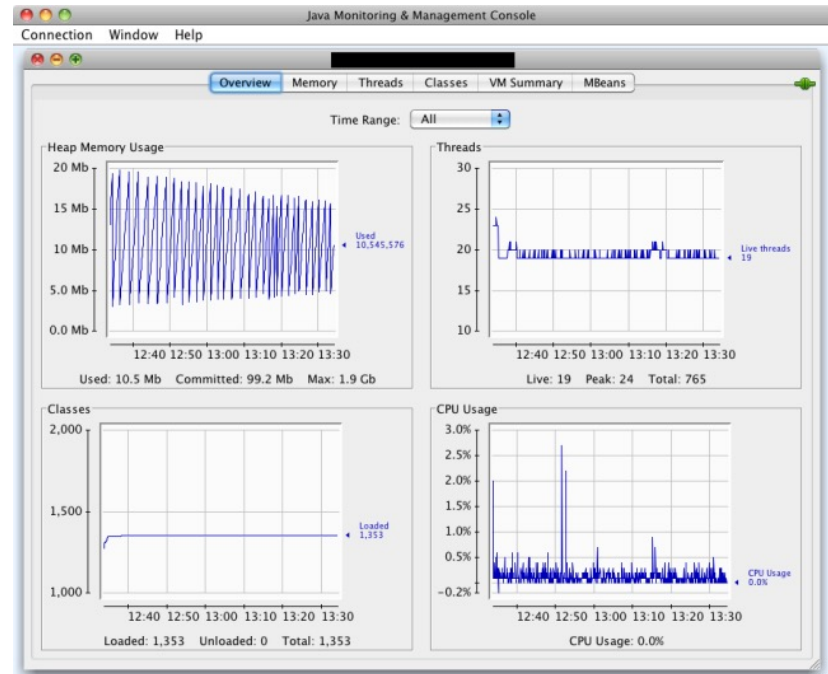 Java Monitoring & Management Console
Connection Window Help
Overview Memory Threads Classes VM Summary MBeans
Time Range: All
Heap Memory Usage
20 Mb
15 Mb
10 Mb
5.0 Mb
0.0 Mb
Used
10,545,576
12:40 12:50 13:00 13:10 13:20 13:30
Used: 10.5 Mb Committed: 99.2 Mb Max: 1.9 Gb
Threads
30
25
20
15
10
Live threads
19
12:40 12:50 13:00 13:10 13:20 13:30
Live: 19 Peak: 24 Total: 765
Classes
2,000
1,500
1,000
Loaded
1,353
12:40 12:50 13:00 13:10 13:20 13:30
Loaded: 1,353 Unloaded: 0 Total: 1,353
CPU Usage
3.0%
2.5%
2.0%
1.5%
1.0%
0.5%
-0.2%
CPU Usage
0.0%
12:40 12:50 13:00 13:10 13:20 13:30
CPU Usage: 0.0%